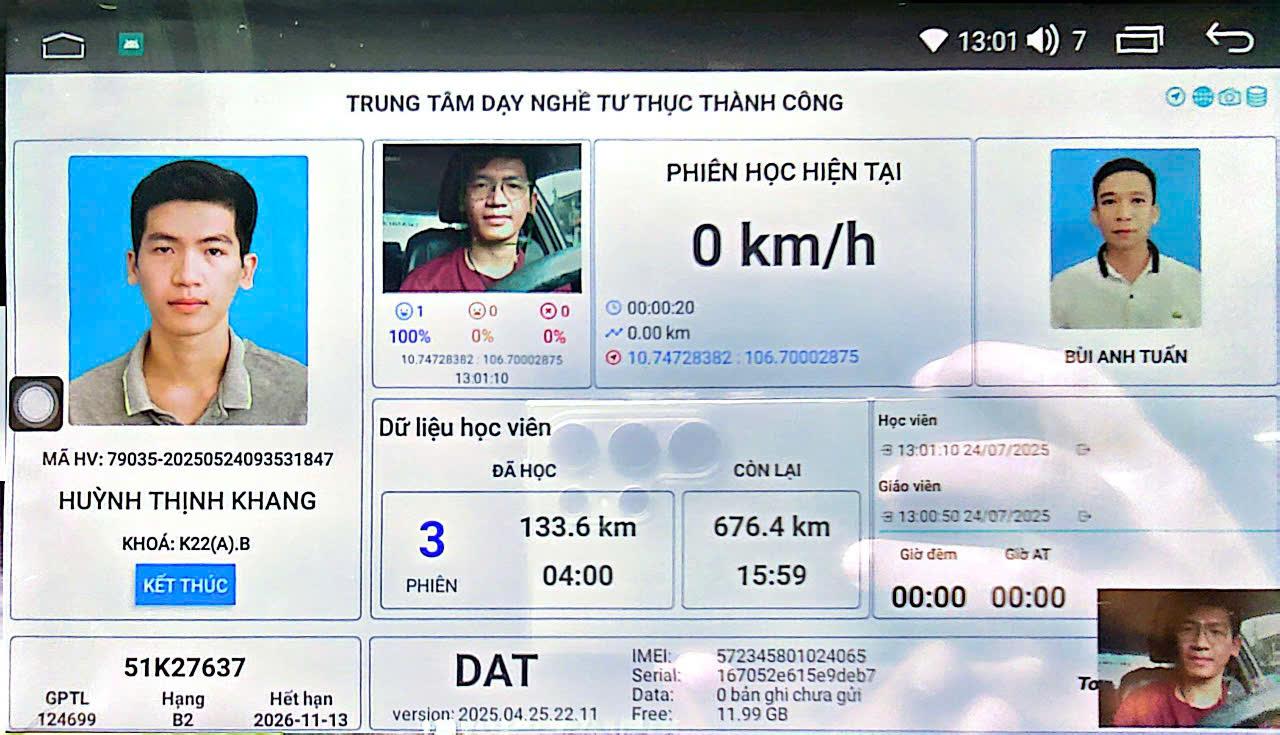 13:01 7
TRUNG TÂM DẠY NGHỀ TƯ THỤC THÀNH CÔNG
MÃ HV: 79035-20250524093531847
HUỲNH THỊNH KHANG
KHOÁ: K22(A).B
KẾT THÚC
1 0 0
100% 0% 0%
10.74728382 : 106.70002875
13:01:10
PHIÊN HỌC HIỆN TẠI
0 km/h
00:00:20
0.00 km
10.74728382 : 106.70002875
BÙI ANH TUẤN
Dữ liệu học viên
ĐÃ HỌC
CÒN LẠI
3
PHIÊN
133.6 km
04:00
676.4 km
15:59
Học viên
13:01:10 24/07/2025
Giáo viên
13:00:50 24/07/2025
Giờ đêm Giờ AT
00:00 00:00
51K27637
GPTL Hạng Hết hạn
124699 B2 2026-11-13
DAT
version: 2025.04.25.22.11
IMEI: 572345801024065
Serial: 167052e615e9deb7
Data: 0 bản ghi chưa gửi
Free: 11.99 GB